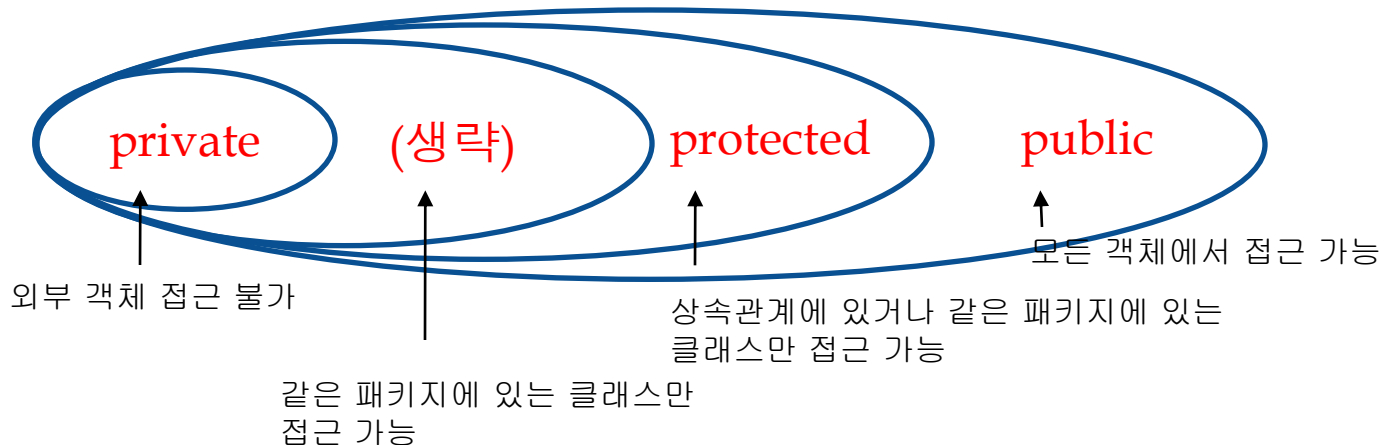 private
(생략)
protected
public
모든 객체에서 접근 가능
외부 객체 접근 불가
상속관계에 있거나 같은 패키지에 있는
클래스만 접근 가능
같은 패키지에 있는 클래스만
접근 가능